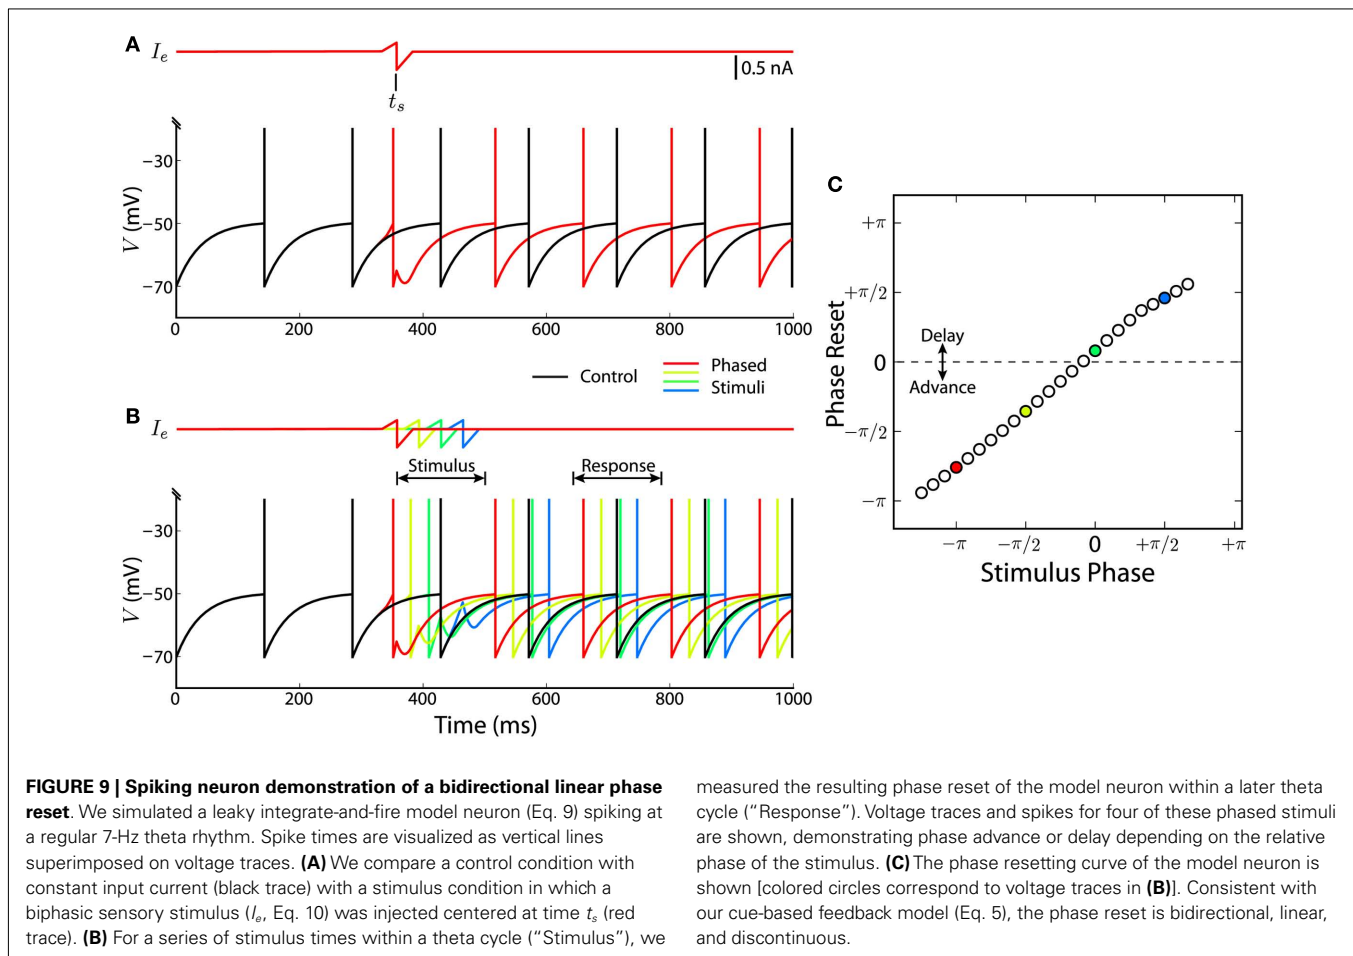 A
I_e
0.5 nA
t_s
−30
−50
−70
V (mV)
0 200 400 600 800 1000
Control
Phased
Stimuli
B
I_e
Stimulus
Response
−30
−50
−70
V (mV)
0 200 400 600 800 1000
Time (ms)
C
+π
+π/2
0
−π/2
−π
Phase Reset
Delay
Advance
−π −π/2 0 +π/2 +π
Stimulus Phase
FIGURE 9 | Spiking neuron demonstration of a bidirectional linear phase
reset. We simulated a leaky integrate-and-fire model neuron (Eq. 9) spiking at
a regular 7-Hz theta rhythm. Spike times are visualized as vertical lines
superimposed on voltage traces. (A) We compare a control condition with
constant input current (black trace) with a stimulus condition in which a
biphasic sensory stimulus (I_e, Eq. 10) was injected centered at time t_s (red
trace). (B) For a series of stimulus times within a theta cycle (“Stimulus”), we
measured the resulting phase reset of the model neuron within a later theta
cycle (“Response”). Voltage traces and spikes for four of these phased stimuli
are shown, demonstrating phase advance or delay depending on the relative
phase of the stimulus. (C) The phase resetting curve of the model neuron is
shown [colored circles correspond to voltage traces in (B)]. Consistent with
our cue-based feedback model (Eq. 5), the phase reset is bidirectional, linear,
and discontinuous.